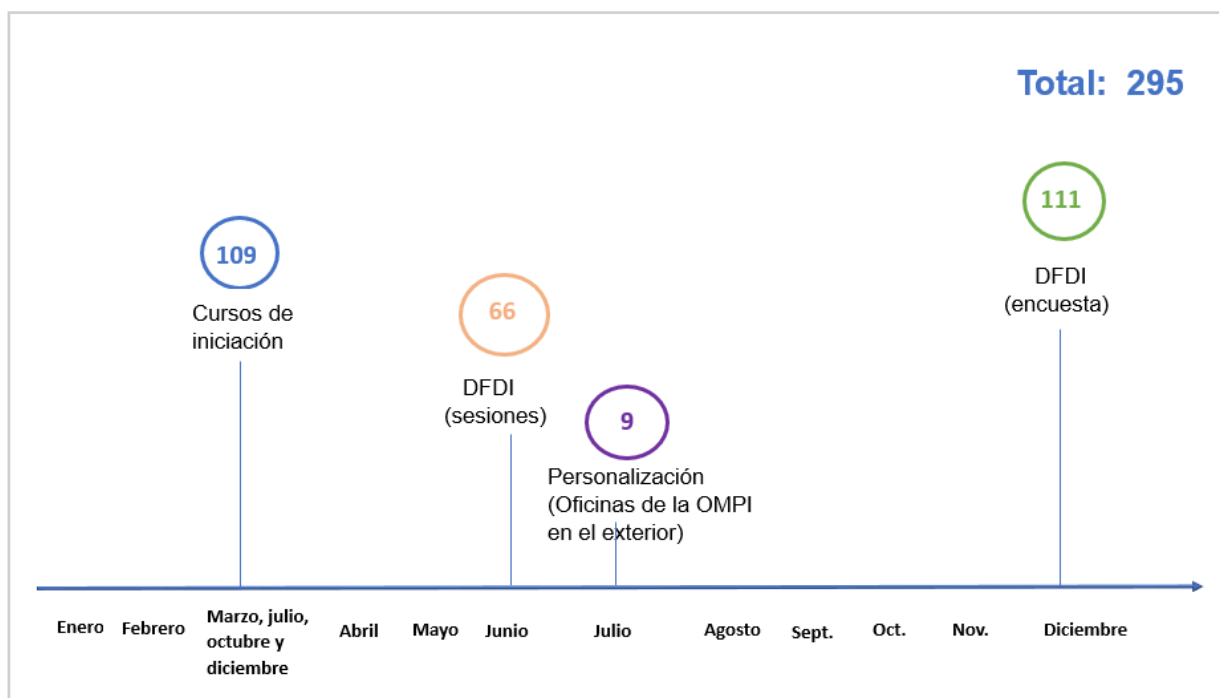 Total: 295
111
109
DFDI
(encuesta)
Cursos de
iniciación
66
DFDI
(sesiones)
9
Personalización
(Oficinas de la OMPI
en el exterior)
Enero
Febrero
Marzo, julio,
octubre y
diciembre
Abril
Mayo
Junio
Julio
Agosto
Sept.
Oct.
Nov.
Diciembre